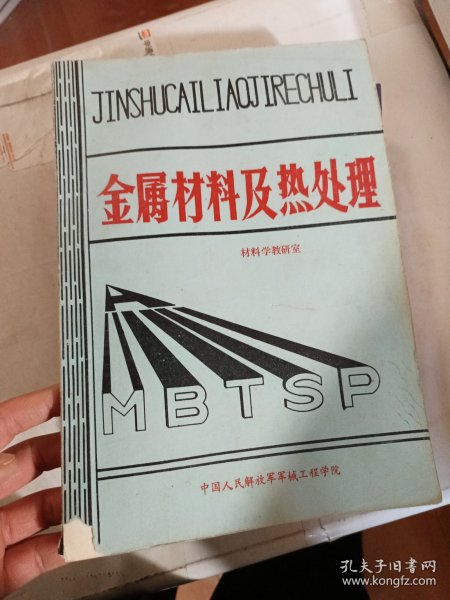 JINSHUCAILIAOJIRECHULI
金属材料及热处理
材料学教研室
A
MBTSP
中国人民解放军军械工程学院
孔夫子旧书网
www.kongfz.com